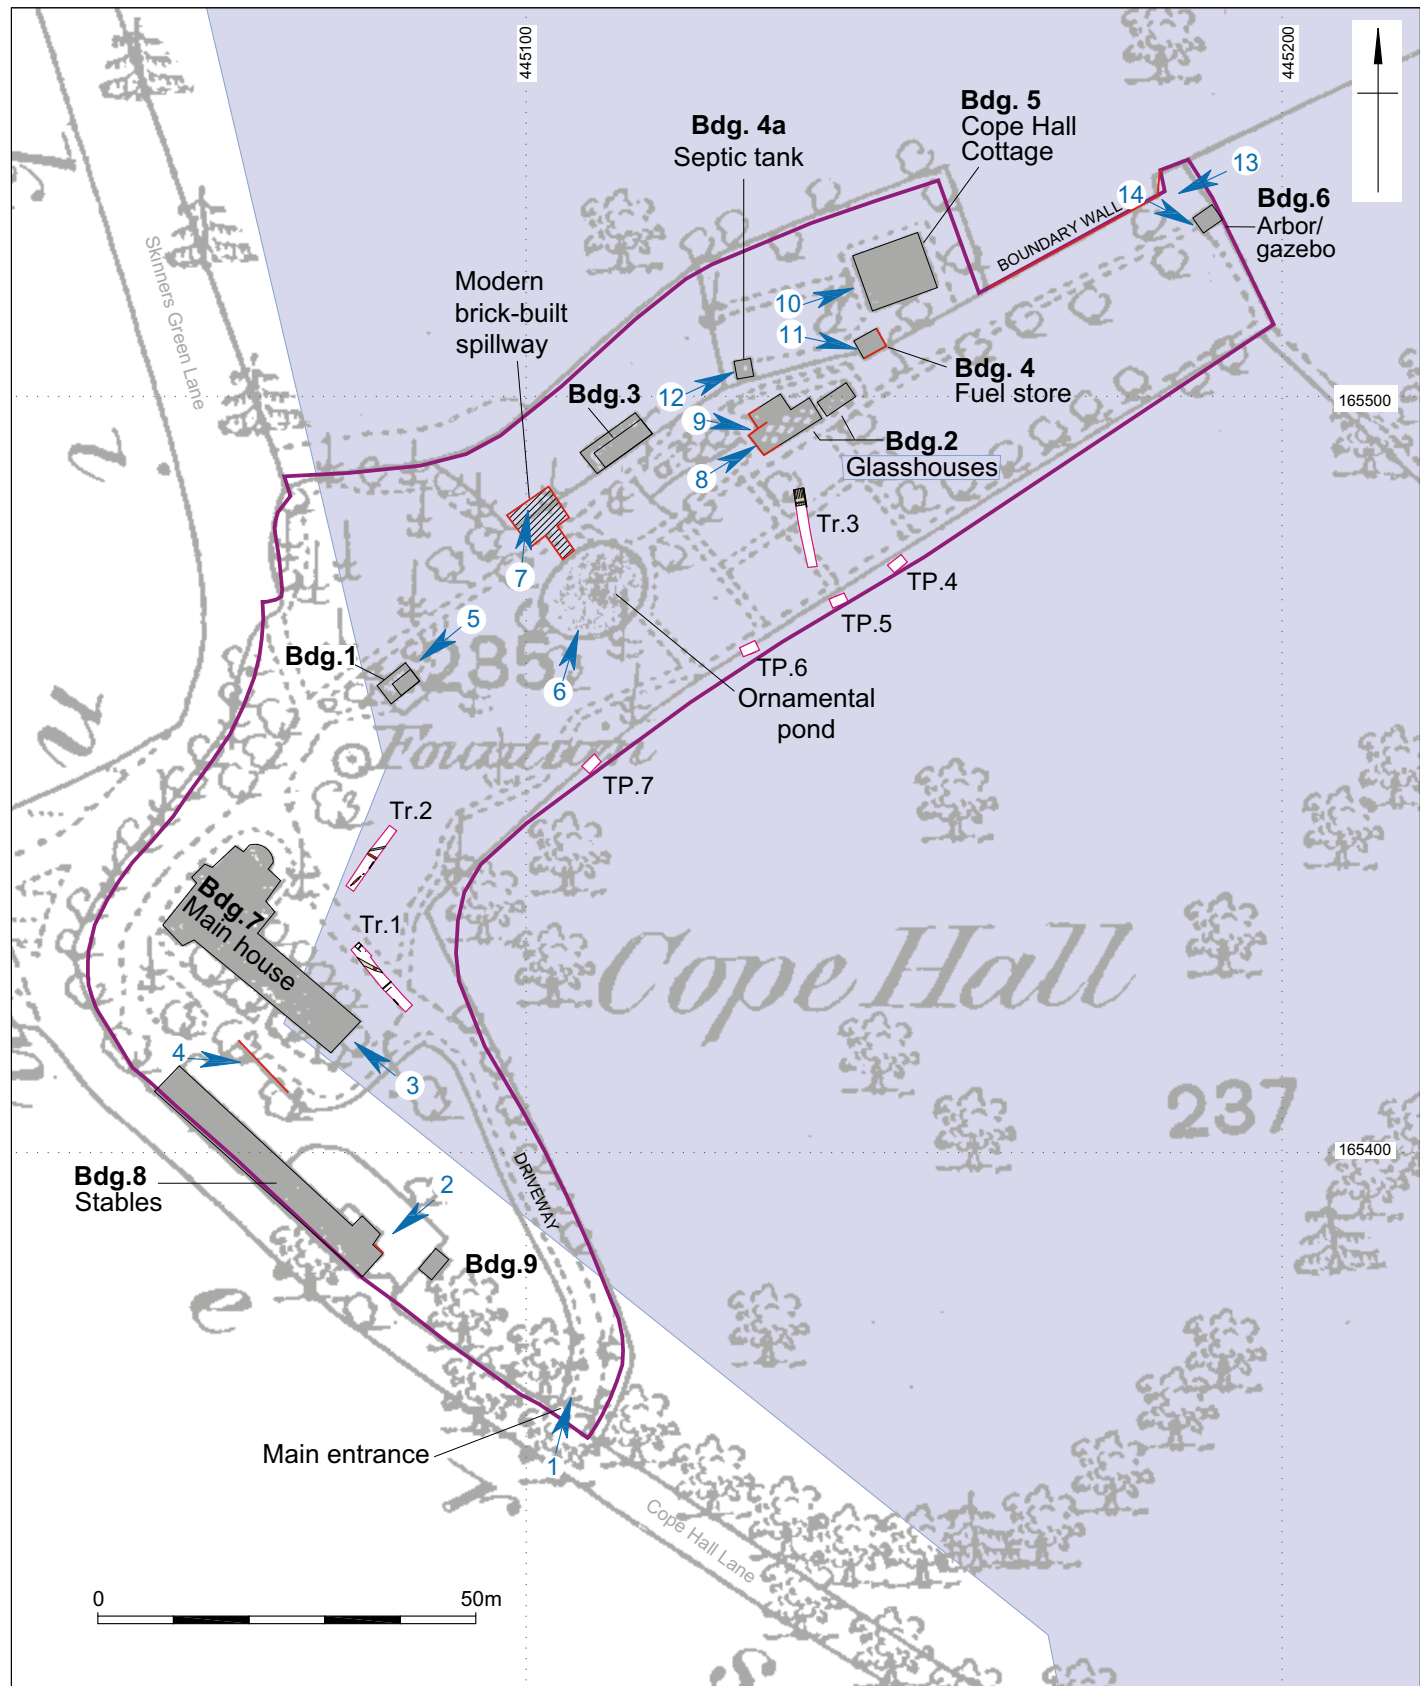 445100
445200
Bdg. 5
Cope Hall
Cottage
Bdg. 4a
Septic tank
13
14
Bdg.6
Arbor/
gazebo
BOUNDARY WALL
Skinners Green Lane
Modern
brick-built
spillway
10
11
Bdg. 4
Fuel store
12
Bdg.3
165500
9
Bdg.2
Glasshouses
8
Tr.3
7
TP.4
5
TP.5
Bdg.1
285
TP.6
6
Ornamental
pond
Fountain
TP.7
Tr.2
Bdg.7
Main house
Tr.1
Cope Hall
4
3
237
165400
DRIVEWAY
Bdg.8
Stables
2
Bdg.9
e
Main entrance
1
Cope Hall Lane
0
50m